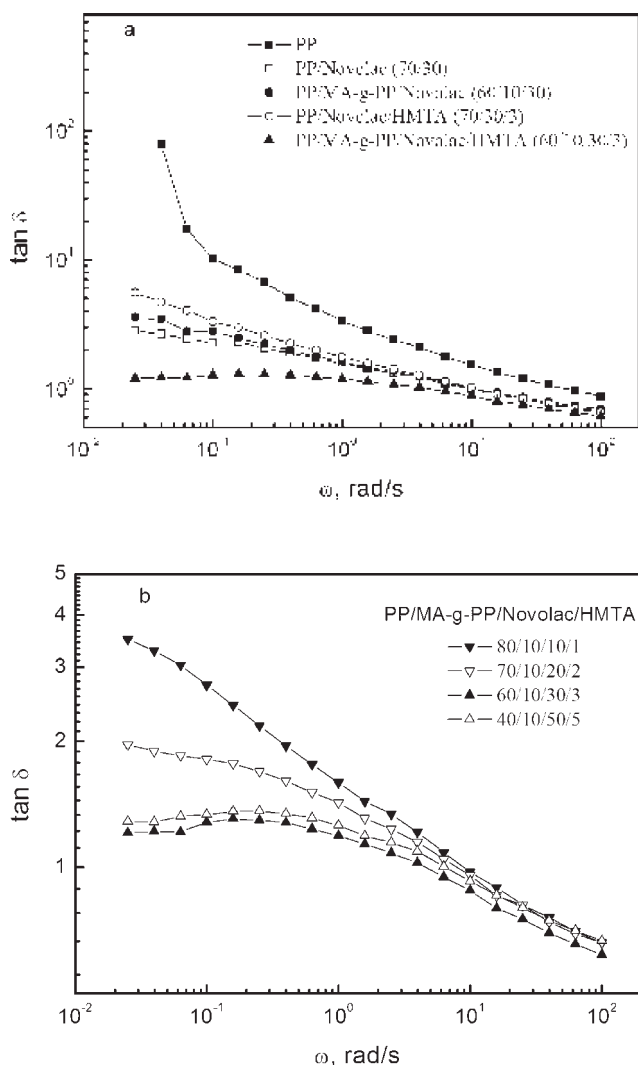 a
PP
PP/Novolac (70/30)
PP/MA-g-PP/Novolac (60/10/30)
PP/Novolac/HMTA (70/30/3)
PP/MA-g-PP/Novolac/HMTA (60/10/30/3)
tan δ
10²
10¹
10⁰
10⁻² 10⁻¹ 10⁰ 10¹ 10²
ω, rad/s
b
PP/MA-g-PP/Novolac/HMTA
80/10/10/1
70/10/20/2
60/10/30/3
40/10/50/5
tan δ
5
4
3
2
1
10⁻² 10⁻¹ 10⁰ 10¹ 10²
ω, rad/s